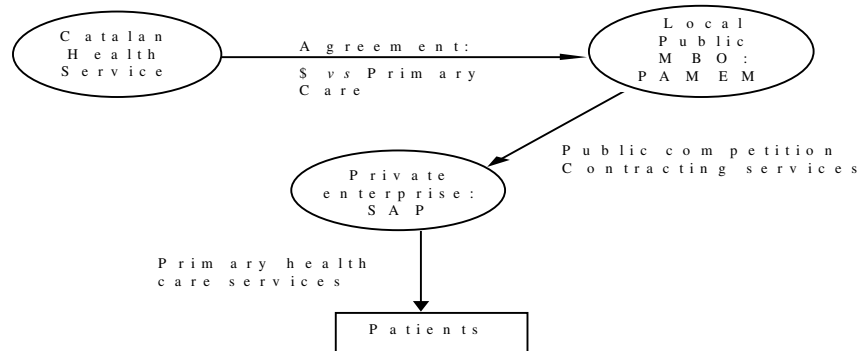 Catalan
Health
Service
Agreement:
$ vs Primary
Care
Local
Public
MBO:
PAMEM
Public competition
Contracting services
Private
enterprise:
SAP
Primary health
care services
Patients